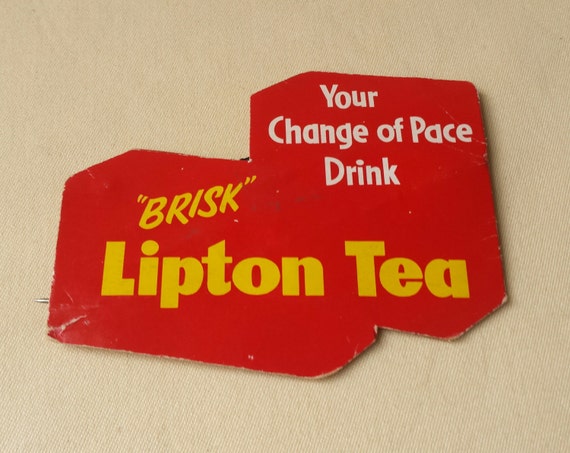 Your
Change of Pace
Drink
"BRISK"
Lipton Tea